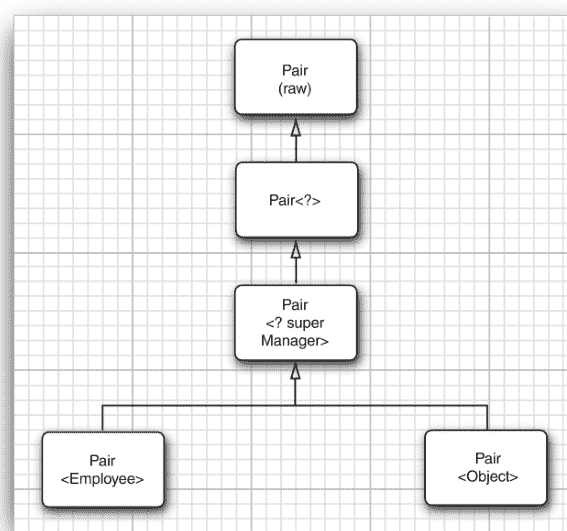 Pair
(raw)
Pair<?>
Pair
<? super
Manager>
Pair
<Employee>
Pair
<Object>